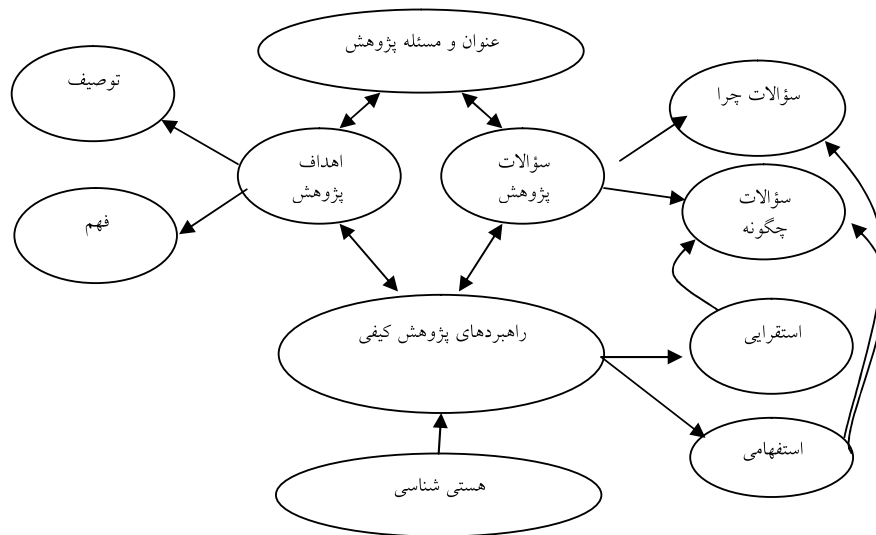 عنوان و مسئله پژوهش
توصیف
سؤالات چرا
اهداف
پژوهش
سؤالات
پژوهش
سؤالات
چگونه
فهم
راهبردهای پژوهش کیفی
استقرایی
استفهامی
هستی شناسی